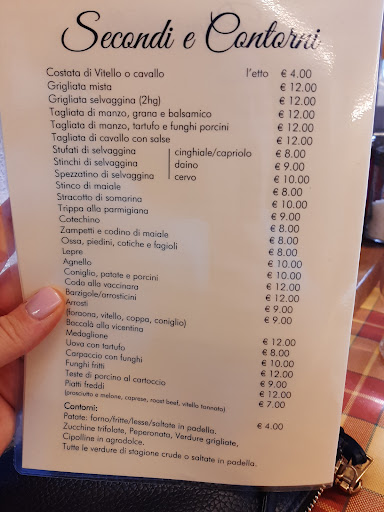 Secondi e Contorni
Costata di Vitello o cavallo l'etto € 4.00
Grigliata mista € 12.00
Grigliata selvaggina (2hg) € 12.00
Tagliata di manzo, grana e balsamico € 12.00
Tagliata di manzo, tartufo e funghi porcini € 12.00
Tagliata di cavallo con salse € 12.00
Stufati di selvaggina cinghiale/capriolo € 8.00
Stinchi di selvaggina daino € 9.00
Spezzatino di selvaggina cervo € 10.00
Stinco di maiale € 8.00
Stracotto di somarina € 10.00
Trippa alla parmigiana € 9.00
Cotechino € 8.00
Zampetti e codino di maiale € 8.00
Ossa, piedini, cotiche e fagioli € 8.00
Lepre € 10.00
Agnello € 10.00
Coniglio, patate e porcini € 12.00
Coda alla vaccinara € 12.00
Barzigole/arrosticini € 9.00
Arrosti € 9.00
(faraona, vitello, coppa, coniglio)
Baccalà alla vicentina € 12.00
Medaglione € 8.00
Uova con tartufo € 10.00
Carpaccio con funghi € 12.00
Funghi fritti € 9.00
Teste di porcino al cartoccio € 12.00
Piatti freddi € 7.00
(prosciutto e melone, caprese, roast beef, vitello tonnato)
Contorni:
Patate: forno/fritte/lesse/saltate in padella. € 4.00
Zucchine trifolate, Peperonata, Verdure grigliate,
Cipolline in agrodolce.
Tutte le verdure di stagione crude o saltate in padella.